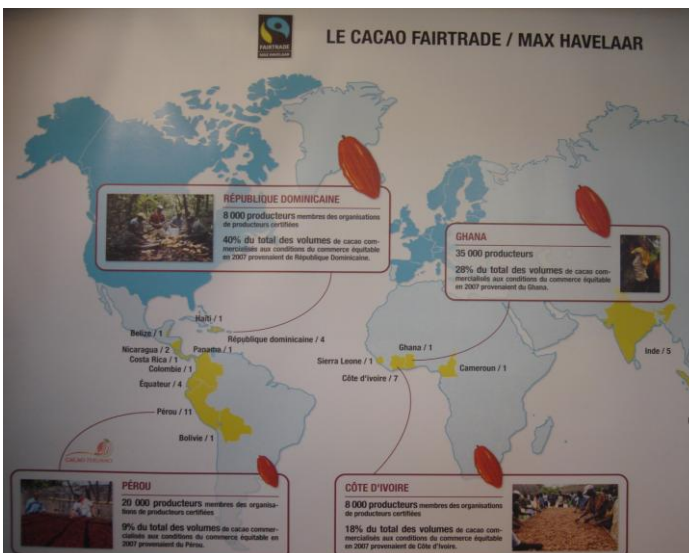 FAIRTRADE
MAX HAVELAAR
LE CACAO FAIRTRADE / MAX HAVELAAR
RÉPUBLIQUE DOMINICAINE
8 000 producteurs membres des organisations
de producteurs certifiées
40% du total des volumes de cacao com-
mercialisés aux conditions du commerce équitable
en 2007 provenaient de République Dominicaine.
GHANA
35 000 producteurs
28% du total des volumes de cacao com-
mercialisés aux conditions du commerce équitable
en 2007 provenaient du Ghana.
Haïti / 1
Belize / 1
République dominicaine / 4
Nicaragua / 2
Panama / 1
Costa Rica / 1
Colombie / 1
Équateur / 4
Pérou / 11
Bolivie / 1
Ghana / 1
Sierra Leone / 1
Cameroun / 1
Côte d'ivoire / 7
Inde / 5
PÉROU
20 000 producteurs membres des organisa-
tions de producteurs certifiées
9% du total des volumes de cacao commer-
cialisés aux conditions du commerce équitable en
2007 provenaient du Pérou.
CÔTE D'IVOIRE
8 000 producteurs membres des organisations
de producteurs certifiées
18% du total des volumes de cacao com-
mercialisés aux conditions du commerce équitable
en 2007 provenaient de Côte d'Ivoire.